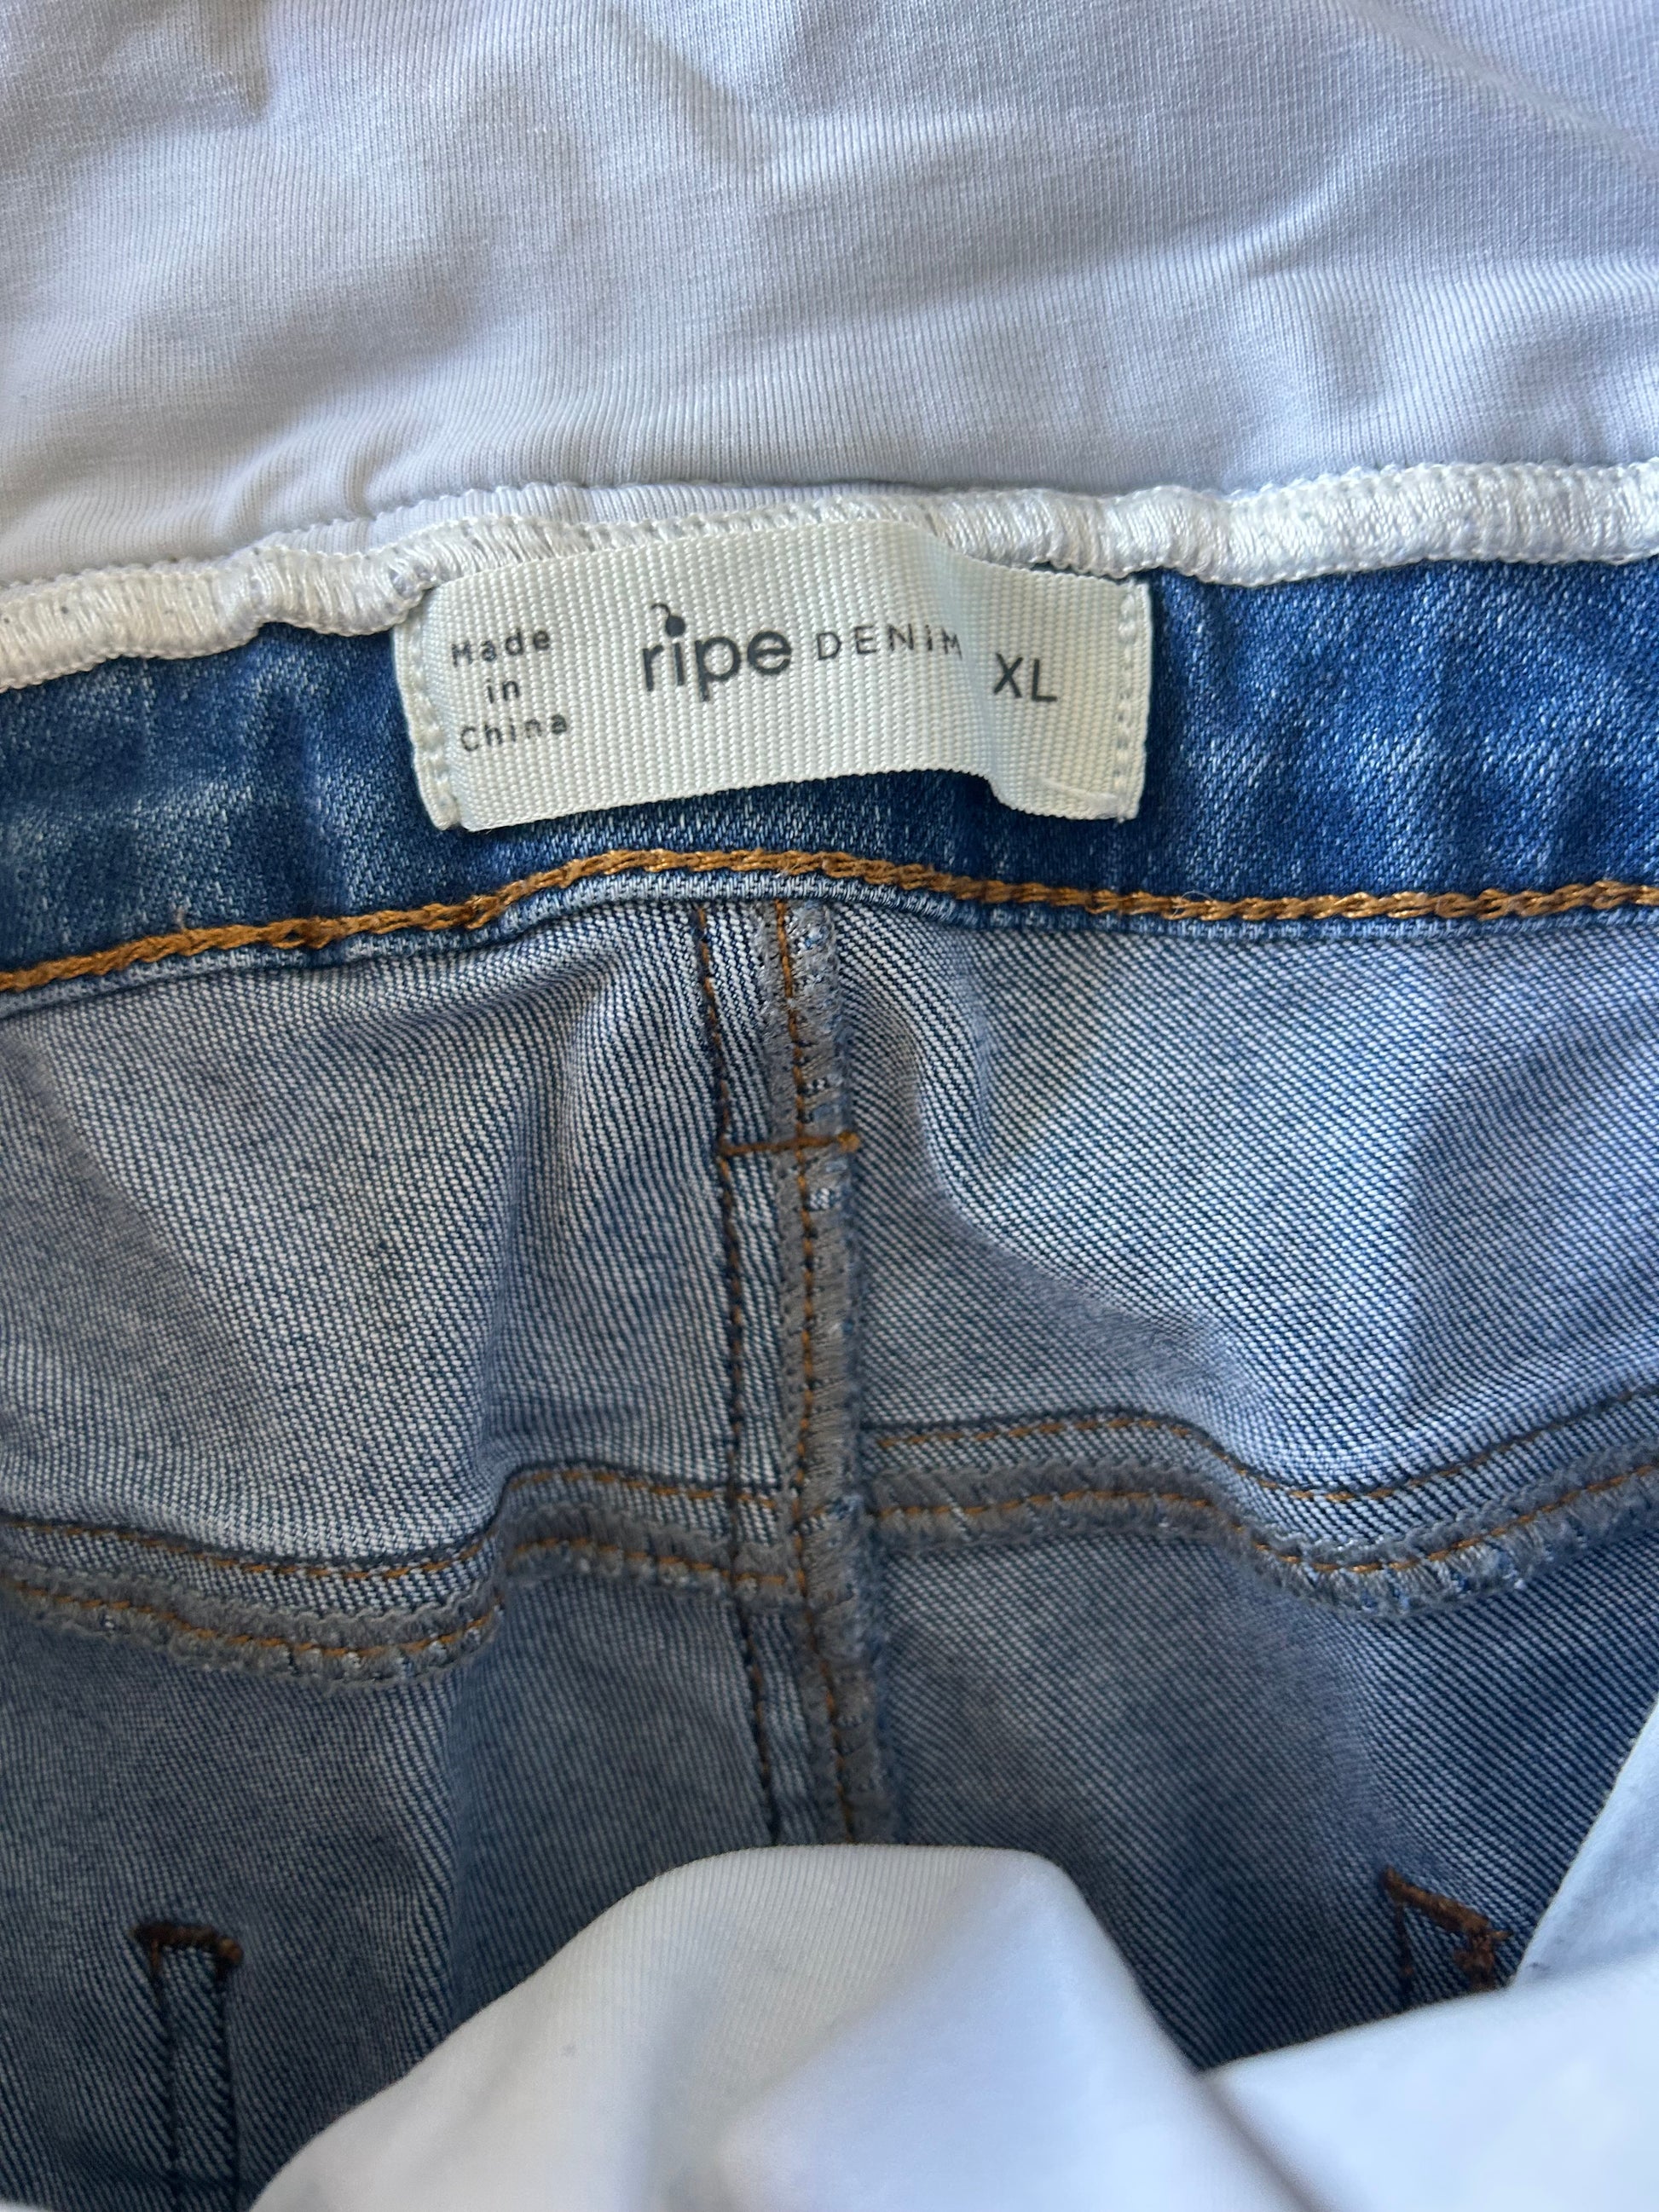 Made
in
China
ripe DENiM
XL